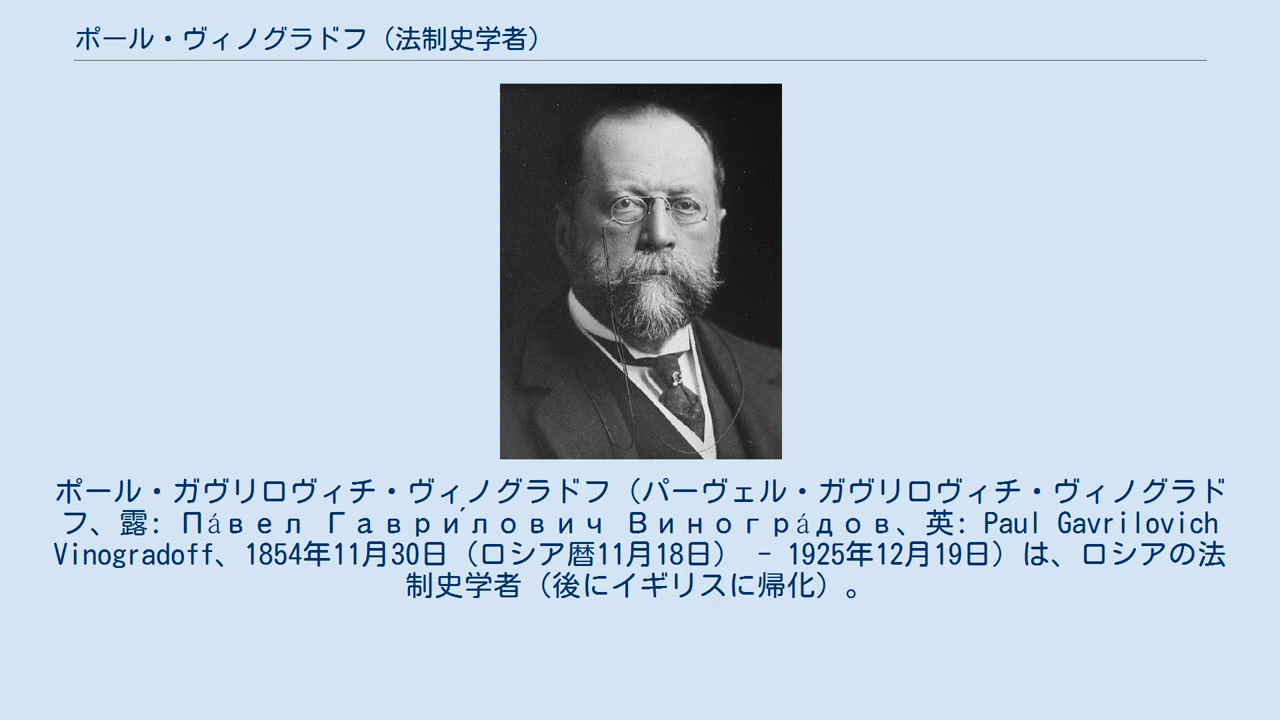 ポール・ヴィノグラドフ（法制史学者）
ポール・ガヴリロヴィチ・ヴィノグラドフ（パーヴェル・ガヴリロヴィチ・ヴィノグラド
フ、露: Па́вел Гаври́лович Виногра́дов、英: Paul Gavrilovich
Vinogradoff、1854年11月30日（ロシア暦11月18日） - 1925年12月19日）は、ロシアの法
制史学者（後にイギリスに帰化）。